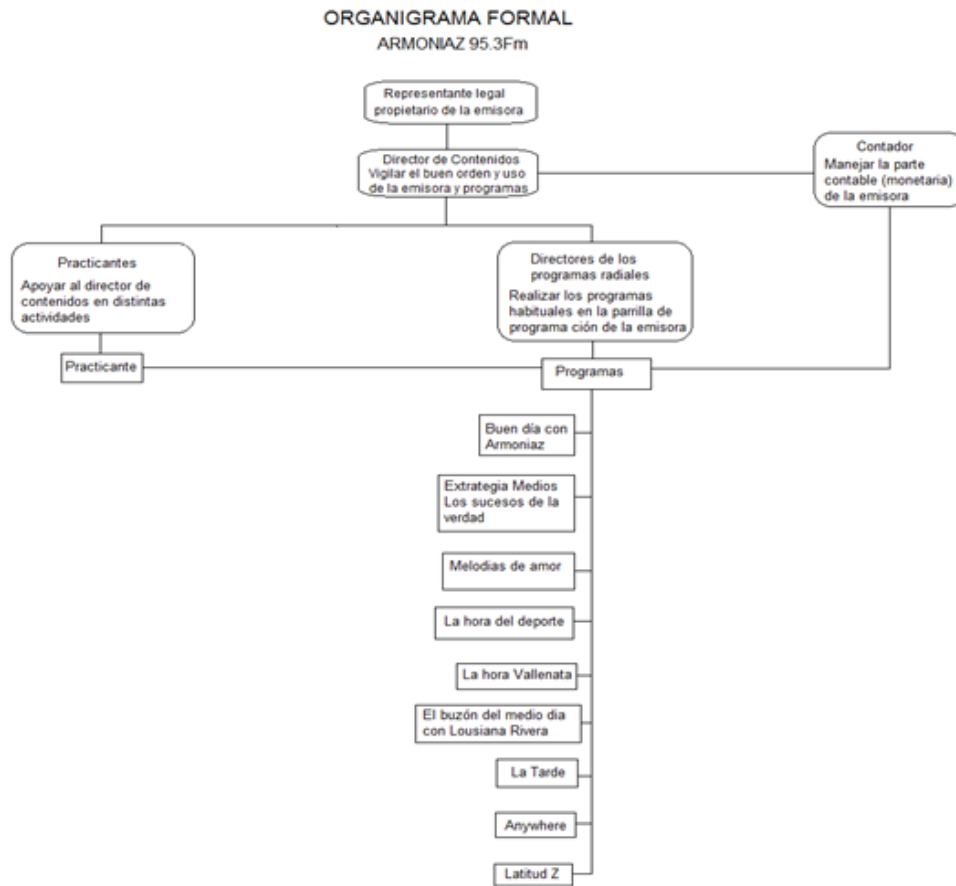 ORGANIGRAMA FORMAL
ARMONIAZ 95.3Fm
Representante legal
propietario de la emisora
Director de Contenidos
Vigilar el buen orden y uso
de la emisora y programas
Contador
Manejar la parte
contable (monetaria)
de la emisora
Practicantes
Apoyar al director de
contenidos en distintas
actividades
Directores de los
programas radiales
Realizar los programas
habituales en la parrilla de
programa ción de la emisora
Practicante
Programas
Buen día con
Armoniaz
Extrategia Medios
Los sucesos de la
verdad
Melodias de amor
La hora del deporte
La hora Vallenata
El buzón del medio dia
con Lousiana Rivera
La Tarde
Anywhere
Latitud Z